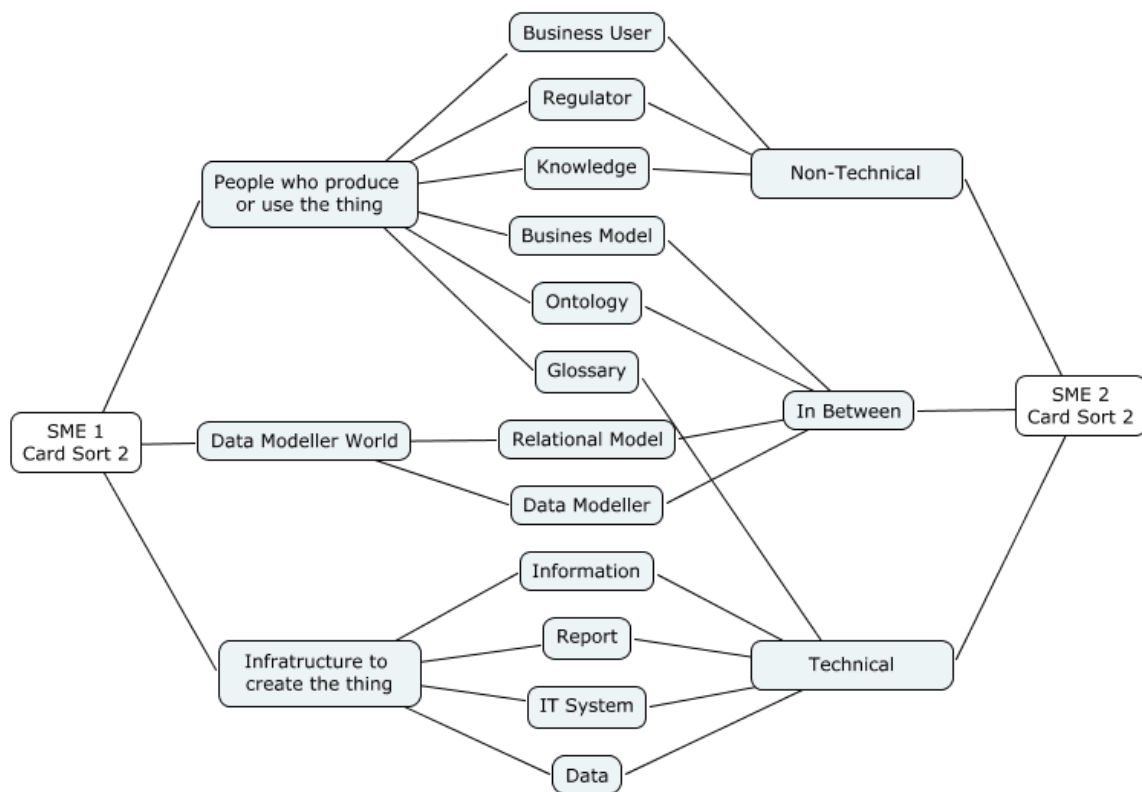 Business User
Regulator
Knowledge
Non-Technical
People who produce
or use the thing
Busines Model
Ontology
Glossary
In Between
SME 1
Card Sort 2
SME 2
Card Sort 2
Data Modeller World
Relational Model
Data Modeller
Information
Report
Technical
Infratructure to
create the thing
IT System
Data